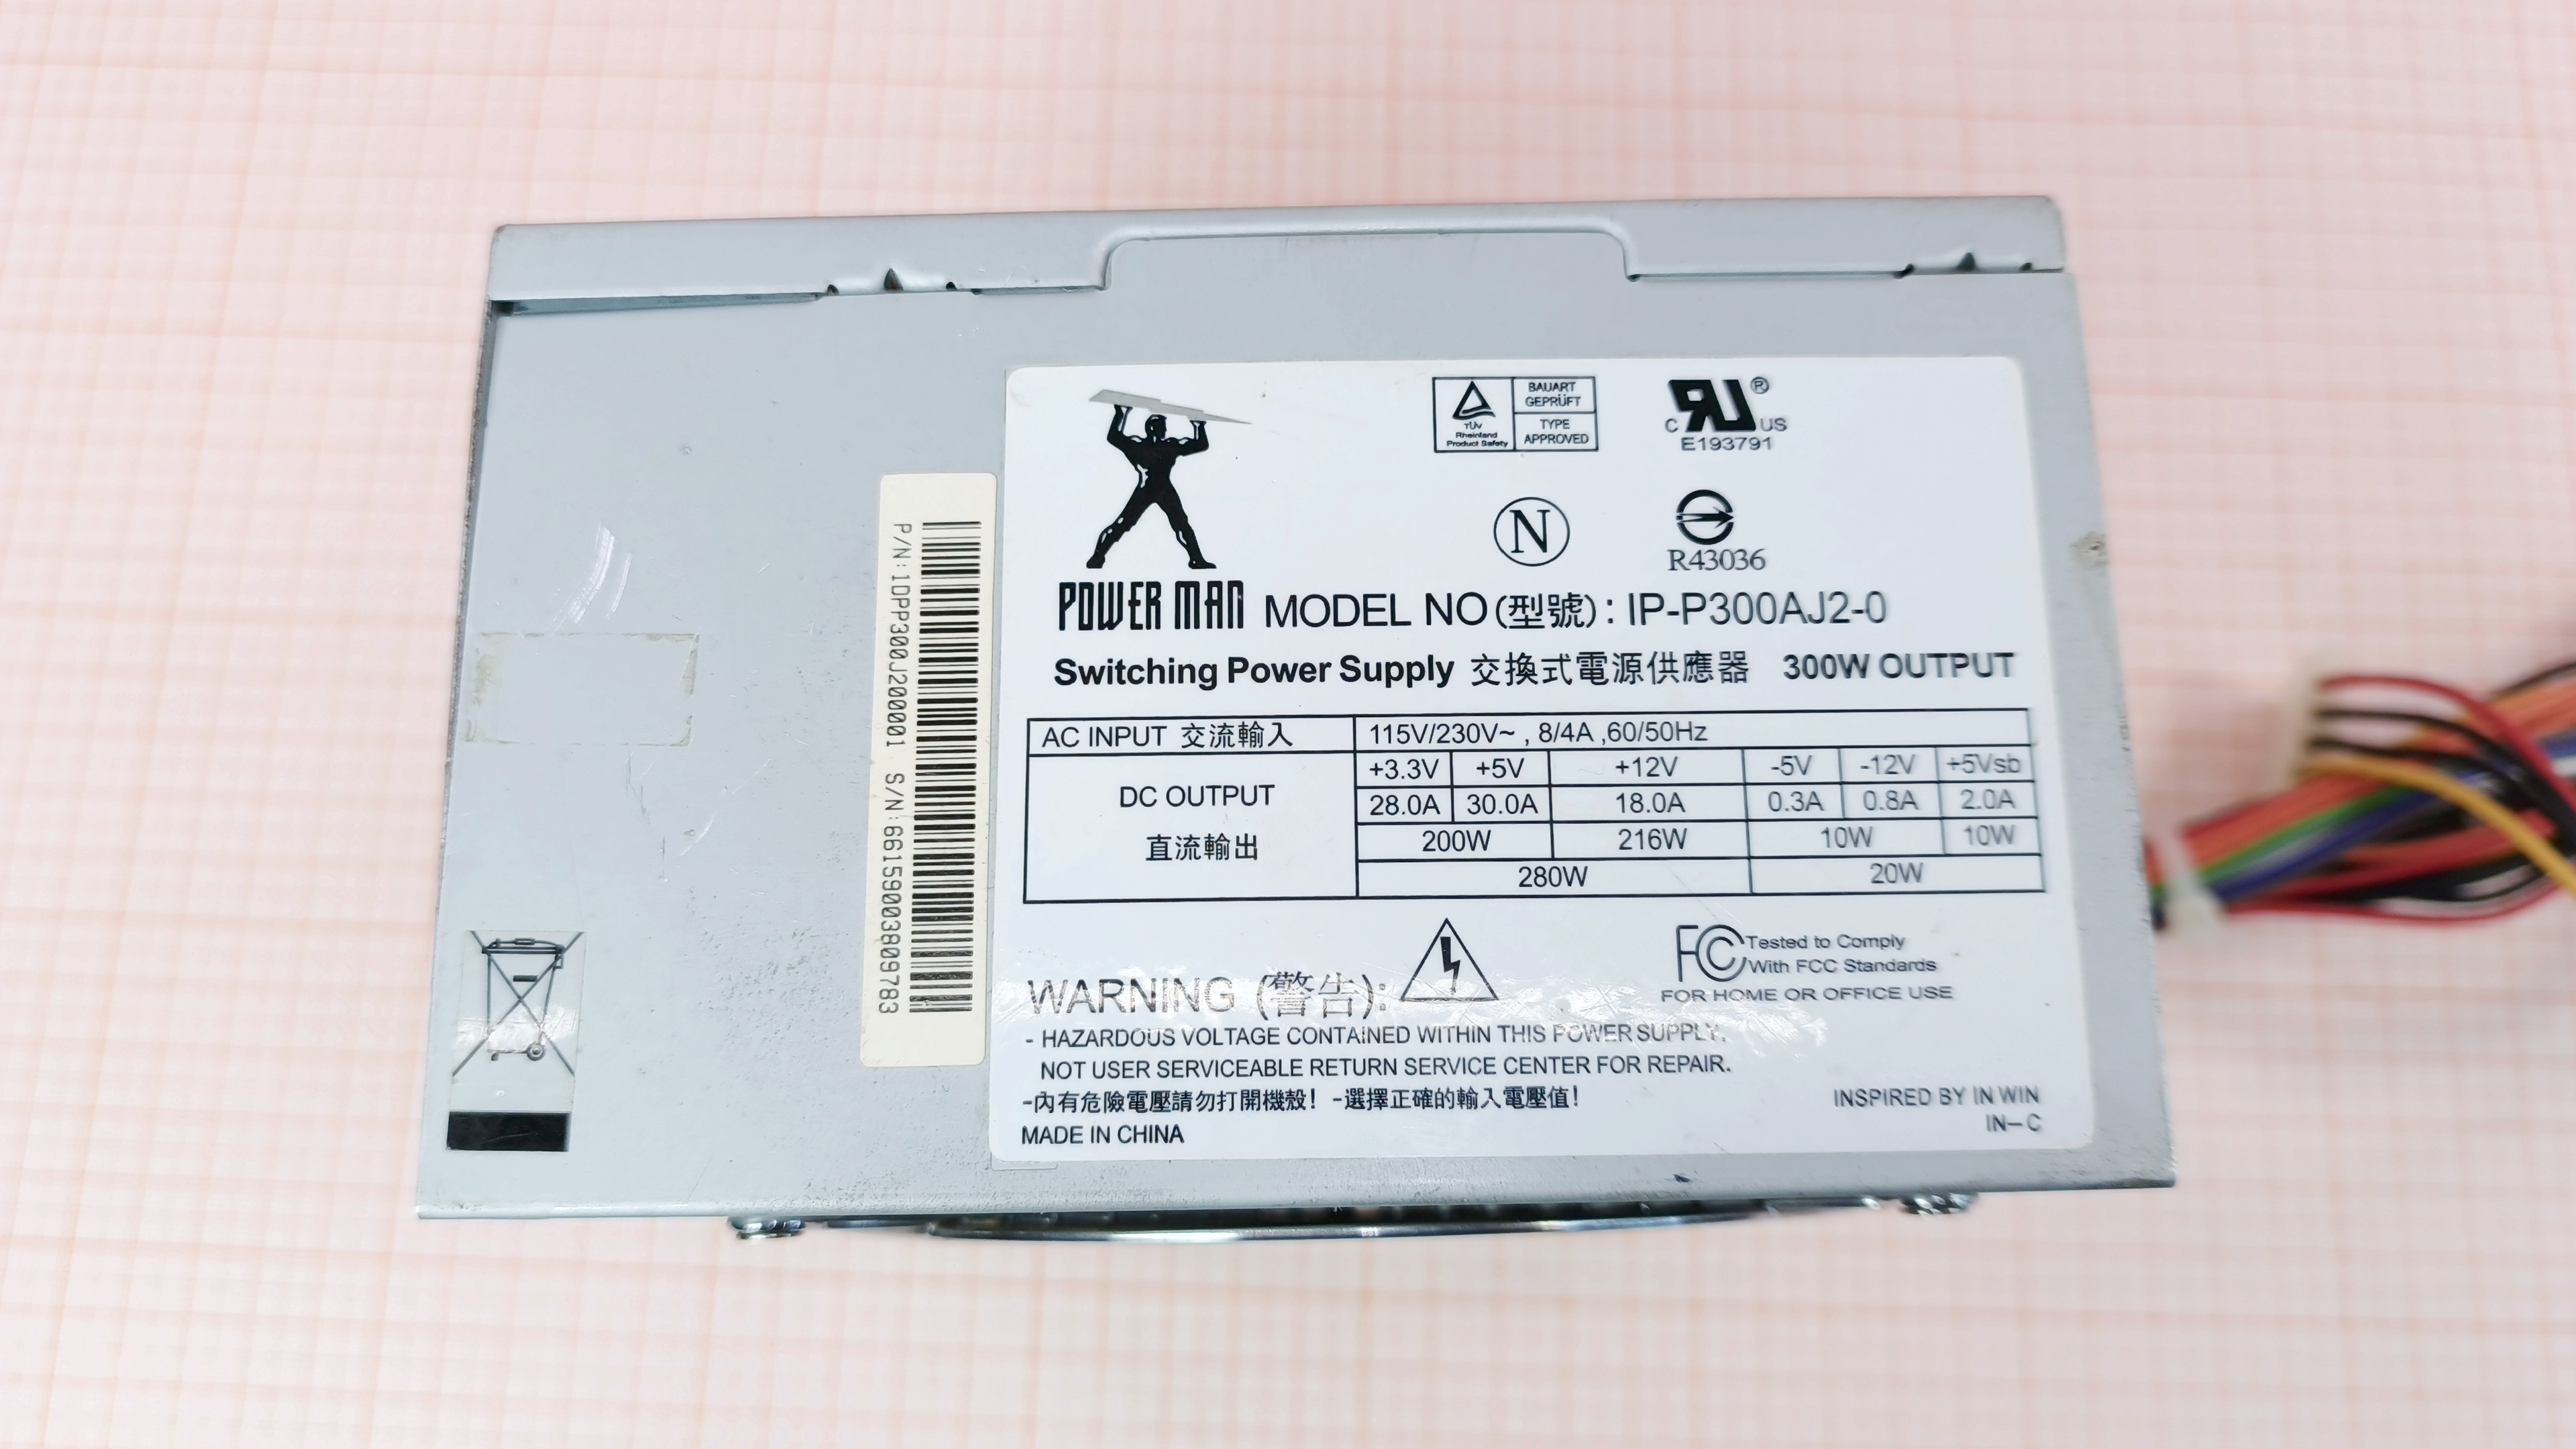 P/N:1DPP300J200001 S/N:66159003809783
TÜV
Rheinland
Product Safety
BAUART
GEPRÜFT
TYPE
APPROVED
C RU US ®
E193791
N
R43036
POWER MAN MODEL NO(型號): IP-P300AJ2-0
Switching Power Supply 交換式電源供應器 300W OUTPUT
AC INPUT 交流輸入 115V/230V~ , 8/4A ,60/50Hz
DC OUTPUT
直流輸出
+3.3V +5V +12V -5V -12V +5Vsb
28.0A 30.0A 18.0A 0.3A 0.8A 2.0A
200W 216W 10W 10W
280W 20W
WARNING (警告):
FC Tested to Comply
With FCC Standards
FOR HOME OR OFFICE USE
- HAZARDOUS VOLTAGE CONTAINED WITHIN THIS POWER SUPPLY,
NOT USER SERVICEABLE RETURN SERVICE CENTER FOR REPAIR.
-內有危險電壓請勿打開機殼! -選擇正確的輸入電壓值!
MADE IN CHINA
INSPIRED BY IN WIN
IN-C